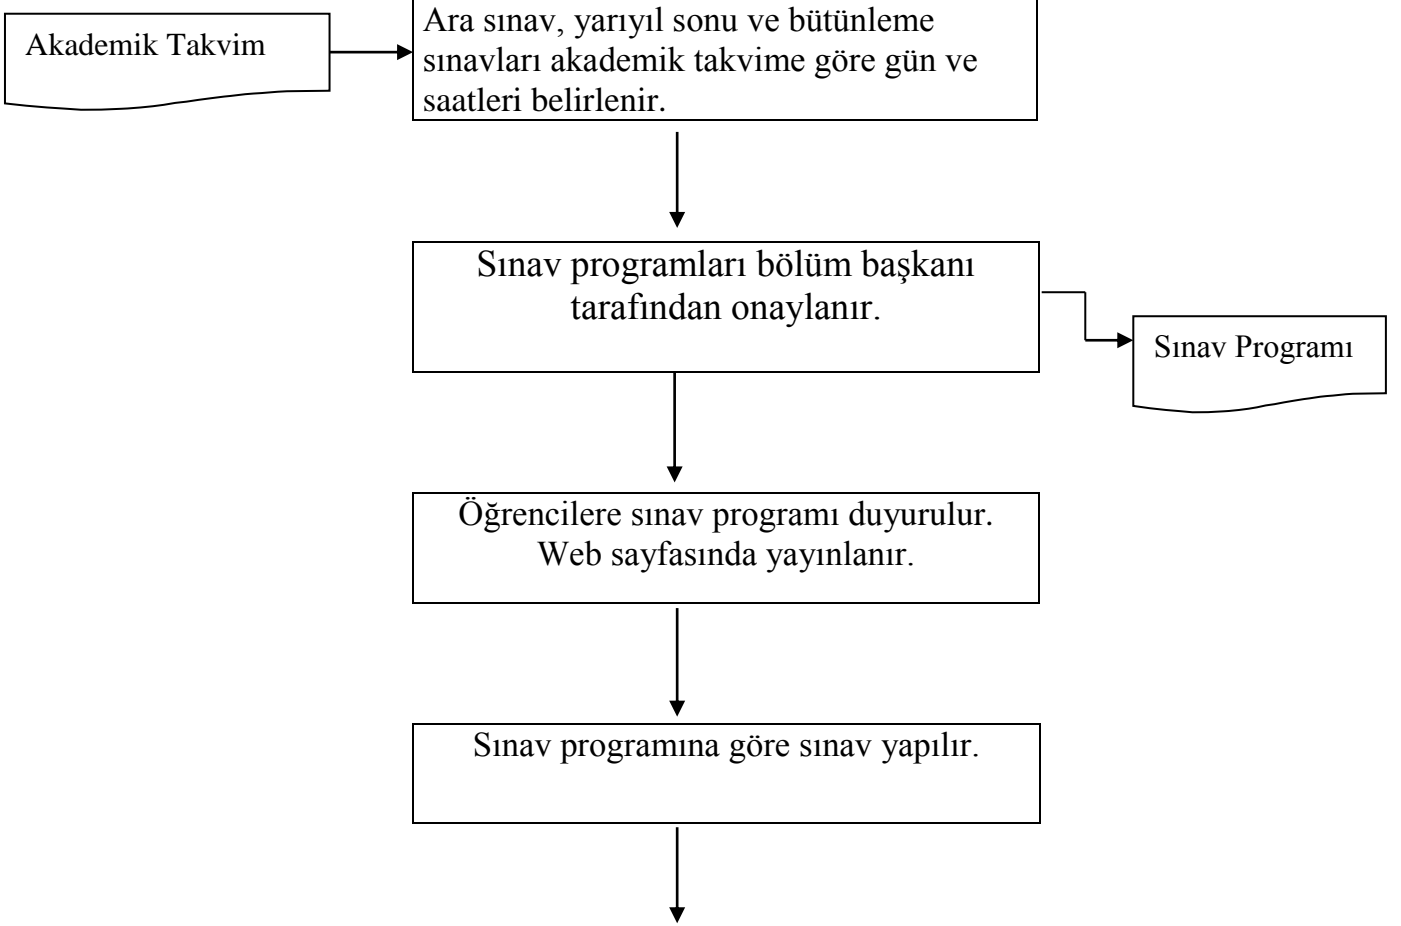 Akademik Takvim
Ara sınav, yarıyıl sonu ve bütünleme
sınavları akademik takvime göre gün ve
saatleri belirlenir.
Sınav programları bölüm başkanı
tarafından onaylanır.
Sınav Programı
Öğrencilere sınav programı duyurulur.
Web sayfasında yayınlanır.
Sınav programına göre sınav yapılır.